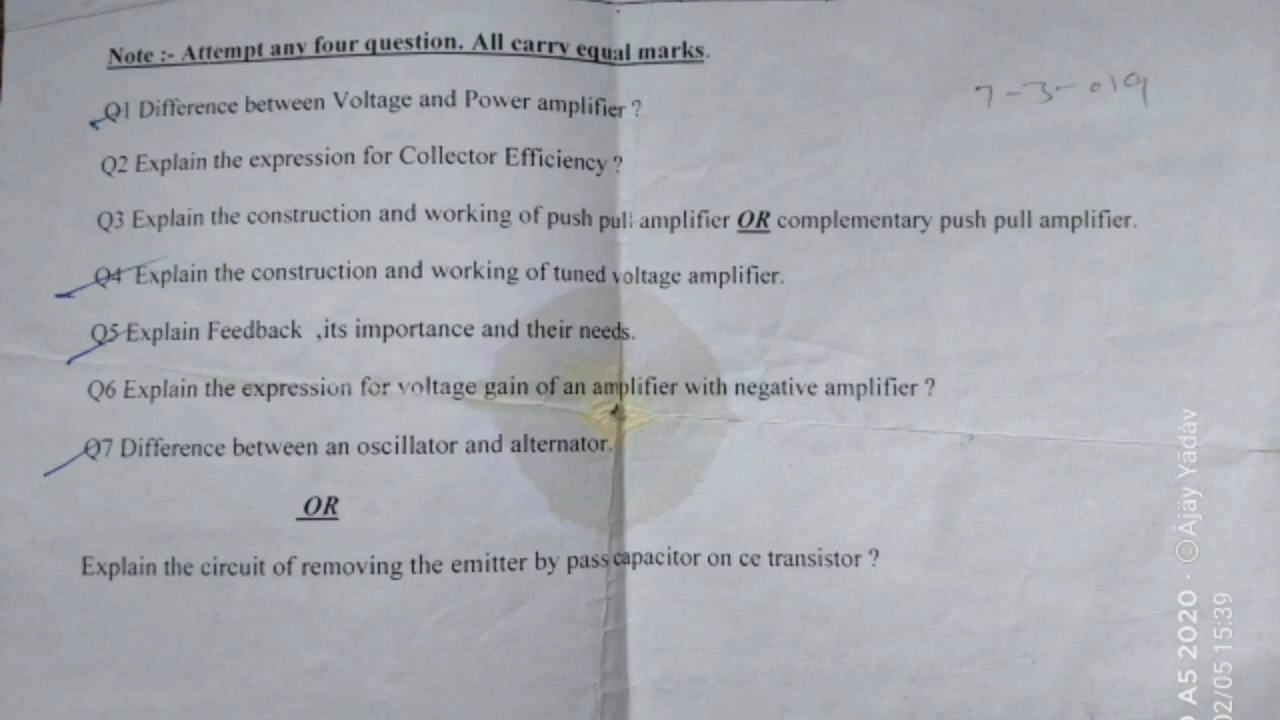 Note :- Attempt any four question. All carry equal marks.
7-3-019
Q1 Difference between Voltage and Power amplifier ?
Q2 Explain the expression for Collector Efficiency ?
Q3 Explain the construction and working of push pull amplifier OR complementary push pull amplifier.
Q4 Explain the construction and working of tuned voltage amplifier.
Q5 Explain Feedback ,its importance and their needs.
Q6 Explain the expression for voltage gain of an amplifier with negative amplifier ?
Q7 Difference between an oscillator and alternator.
OR
Explain the circuit of removing the emitter by pass capacitor on ce transistor ?
A5 2020 · ©Ájäy Yādàv
02/05 15:39